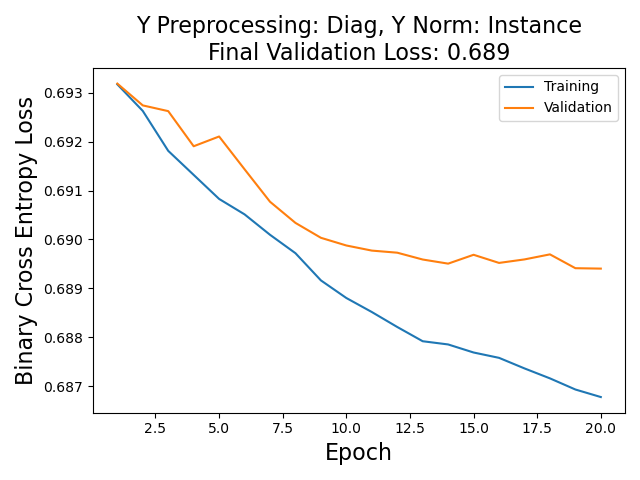 Y Preprocessing: Diag, Y Norm: Instance
Final Validation Loss: 0.689
Training
Validation
Binary Cross Entropy Loss
0.693
0.692
0.691
0.690
0.689
0.688
0.687
2.5 5.0 7.5 10.0 12.5 15.0 17.5 20.0
Epoch